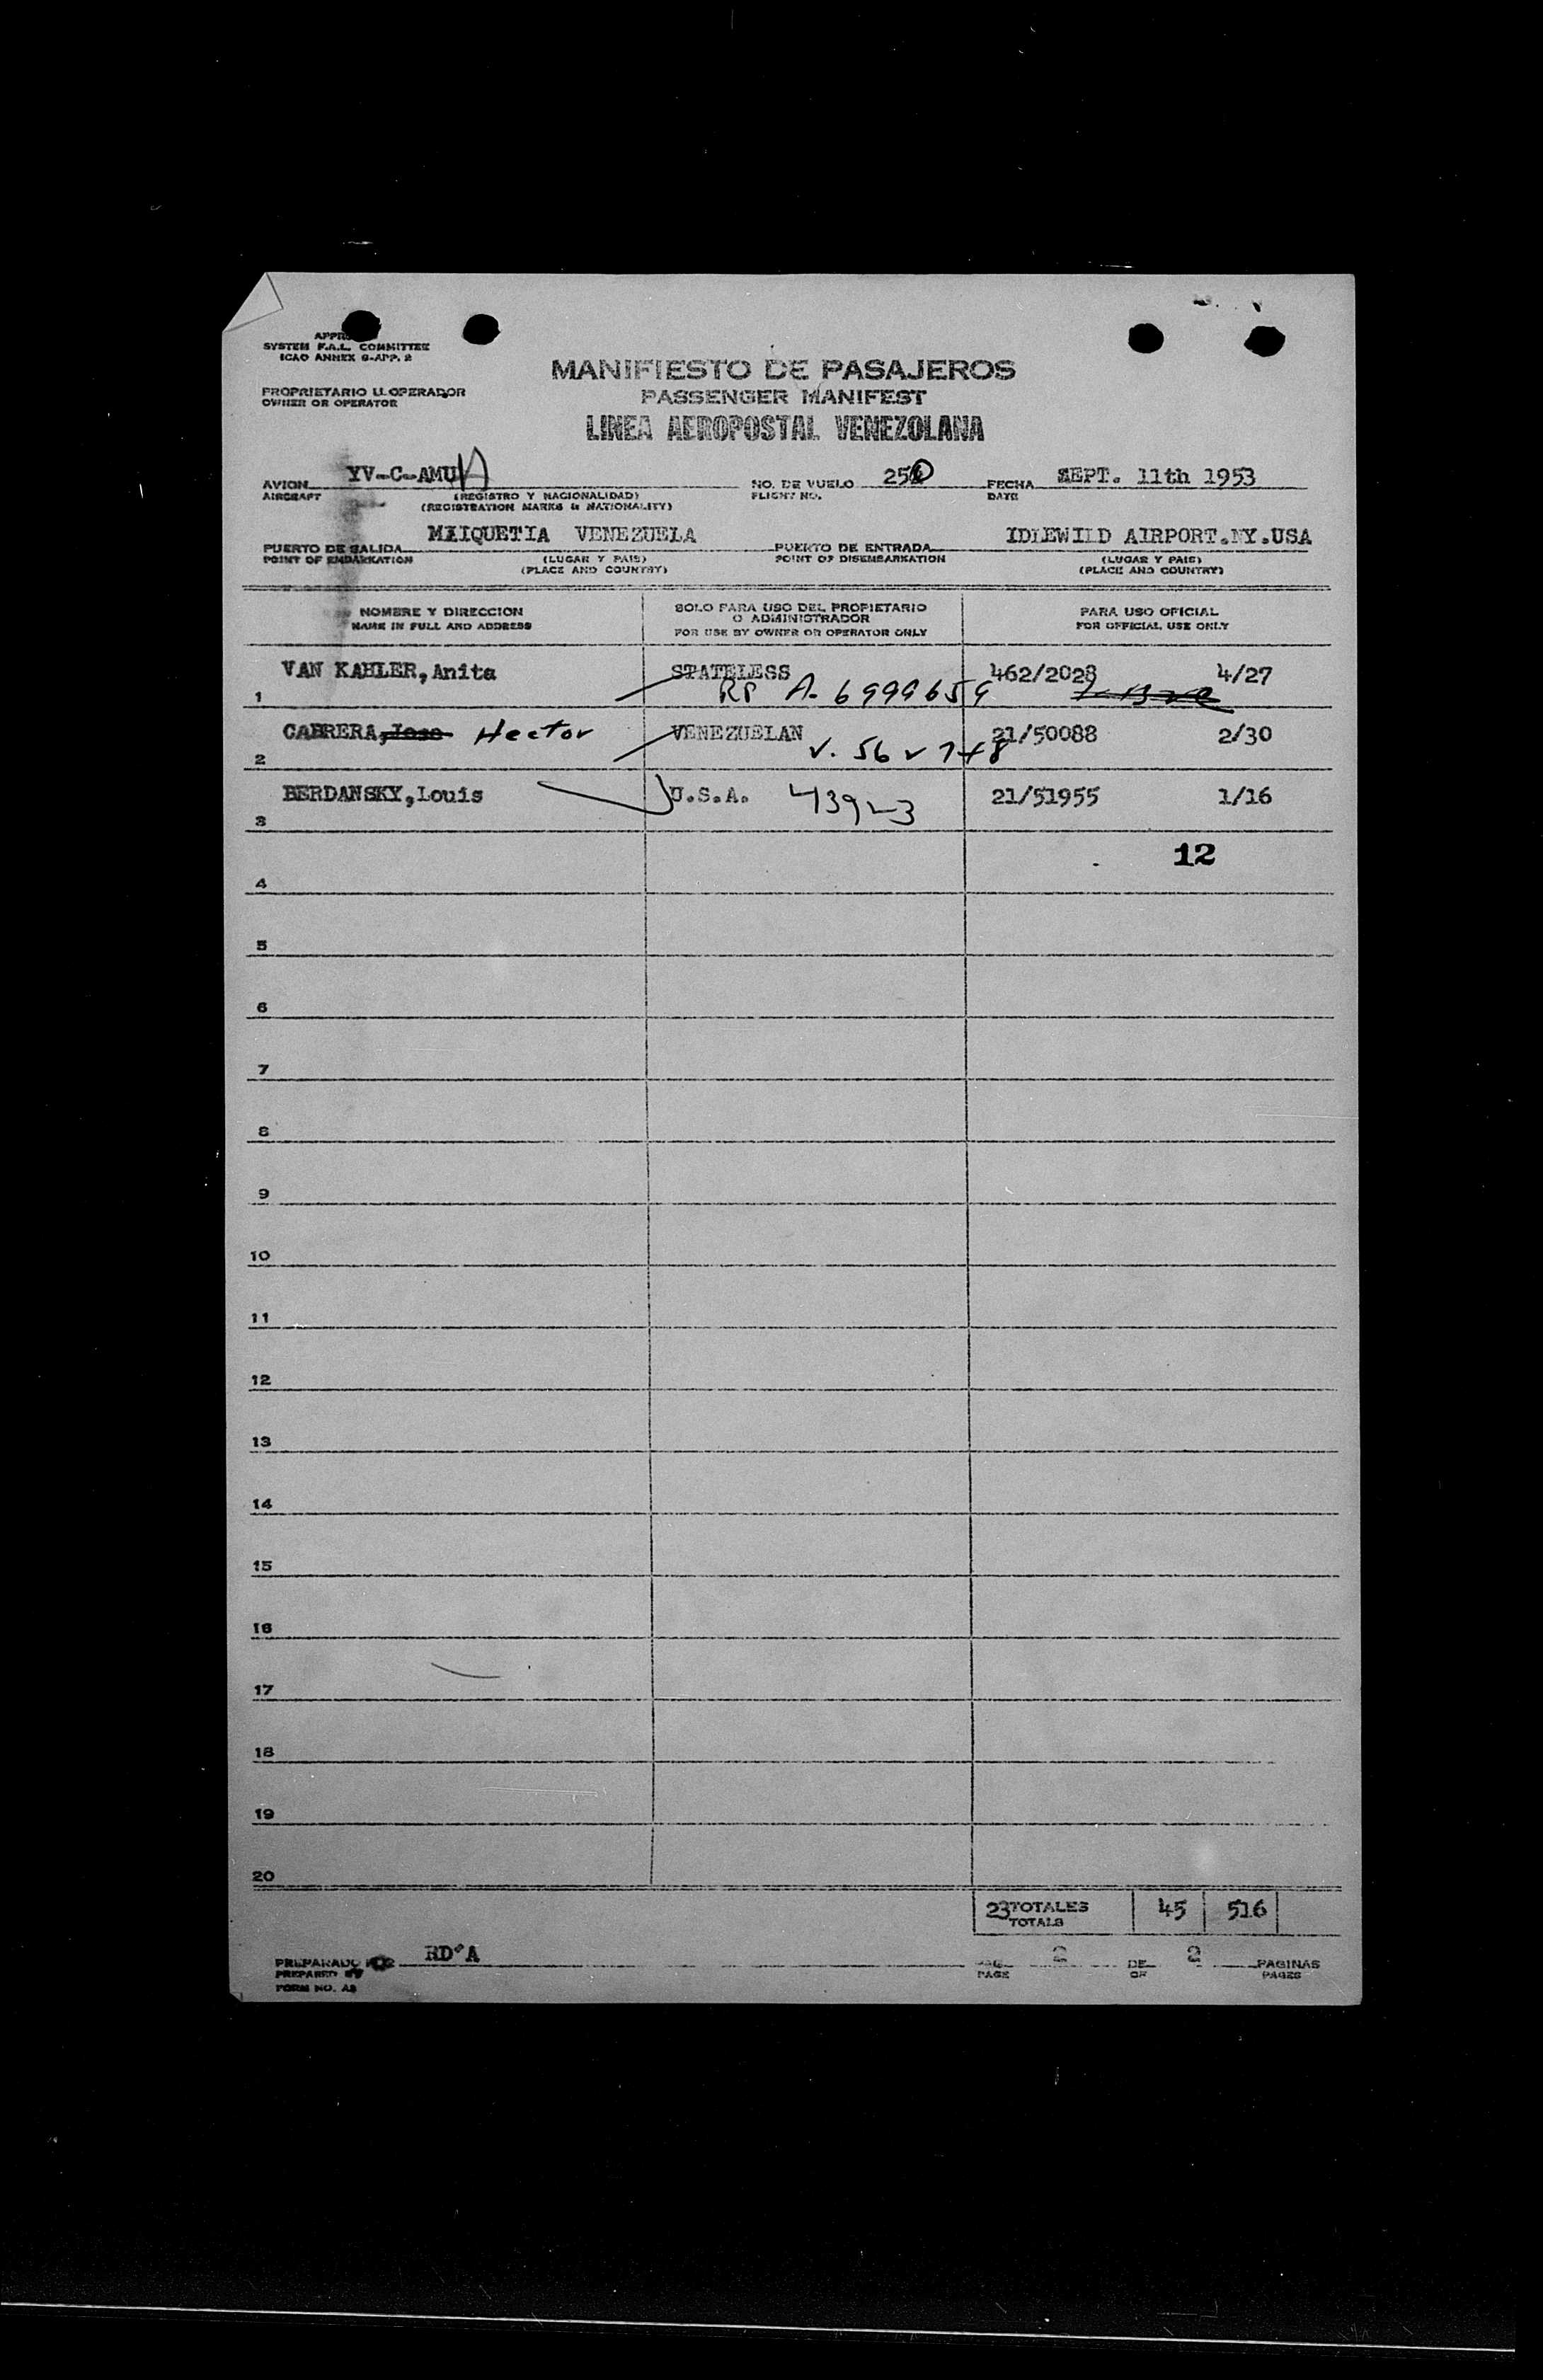 SYSTEM F.A.L. COMMITTEE
ICAO ANNEX 9-APP. 2
PROPRIETARIO U OPERADOR
OWNER OR OPERATOR
MANIFIESTO DE PASAJEROS
PASSENGER MANIFEST
LINEA AEROPOSTAL VENEZOLANA
AVION YV-C-AMU NO. DE VUELO 250 FECHA SEPT. 11th 1953
AIRCRAFT (REGISTRO Y NACIONALIDAD) FLIGHT NO. DATE
(REGISTRATION MARKS & NATIONALITY)
PUERTO DE SALIDA MAIQUETIA VENEZUELA PUERTO DE ENTRADA IDLEWILD AIRPORT.NY.USA
POINT OF EMBARKATION (LUGAR Y PAIS) POINT OF DISEMBARKATION (LUGAR Y PAIS)
(PLACE AND COUNTRY) (PLACE AND COUNTRY)
NOMBRE Y DIRECCION SOLO PARA USO DEL PROPIETARIO O ADMINISTRADOR PARA USO OFICIAL
NAME IN FULL AND ADDRESS FOR USE BY OWNER OR OPERATOR ONLY FOR OFFICIAL USE ONLY
VAN KAHLER,Anita STATELESS 462/2028 4/27
1 RP A-6999659
CABRERA,Jose Hector VENEZUELAN 21/50088 2/30
2
BERDANSKY,Louis U.S.A. 43923 21/51955 1/16
3
12
4
5
6
7
8
9
10
11
12
13
14
15
16
17
18
19
20
23 TOTALES 45 516
TOTALS
PREPARADO RD°A PAG. 2 DE 2 PAGINAS
PREPARED BY PAGE OF PAGES
FORM NO. A3